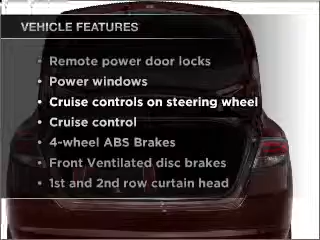 VEHICLE FEATURES
• Remote power door locks
• Power windows
• Cruise controls on steering wheel
• Cruise control
• 4-wheel ABS Brakes
• Front Ventilated disc brakes
• 1st and 2nd row curtain head